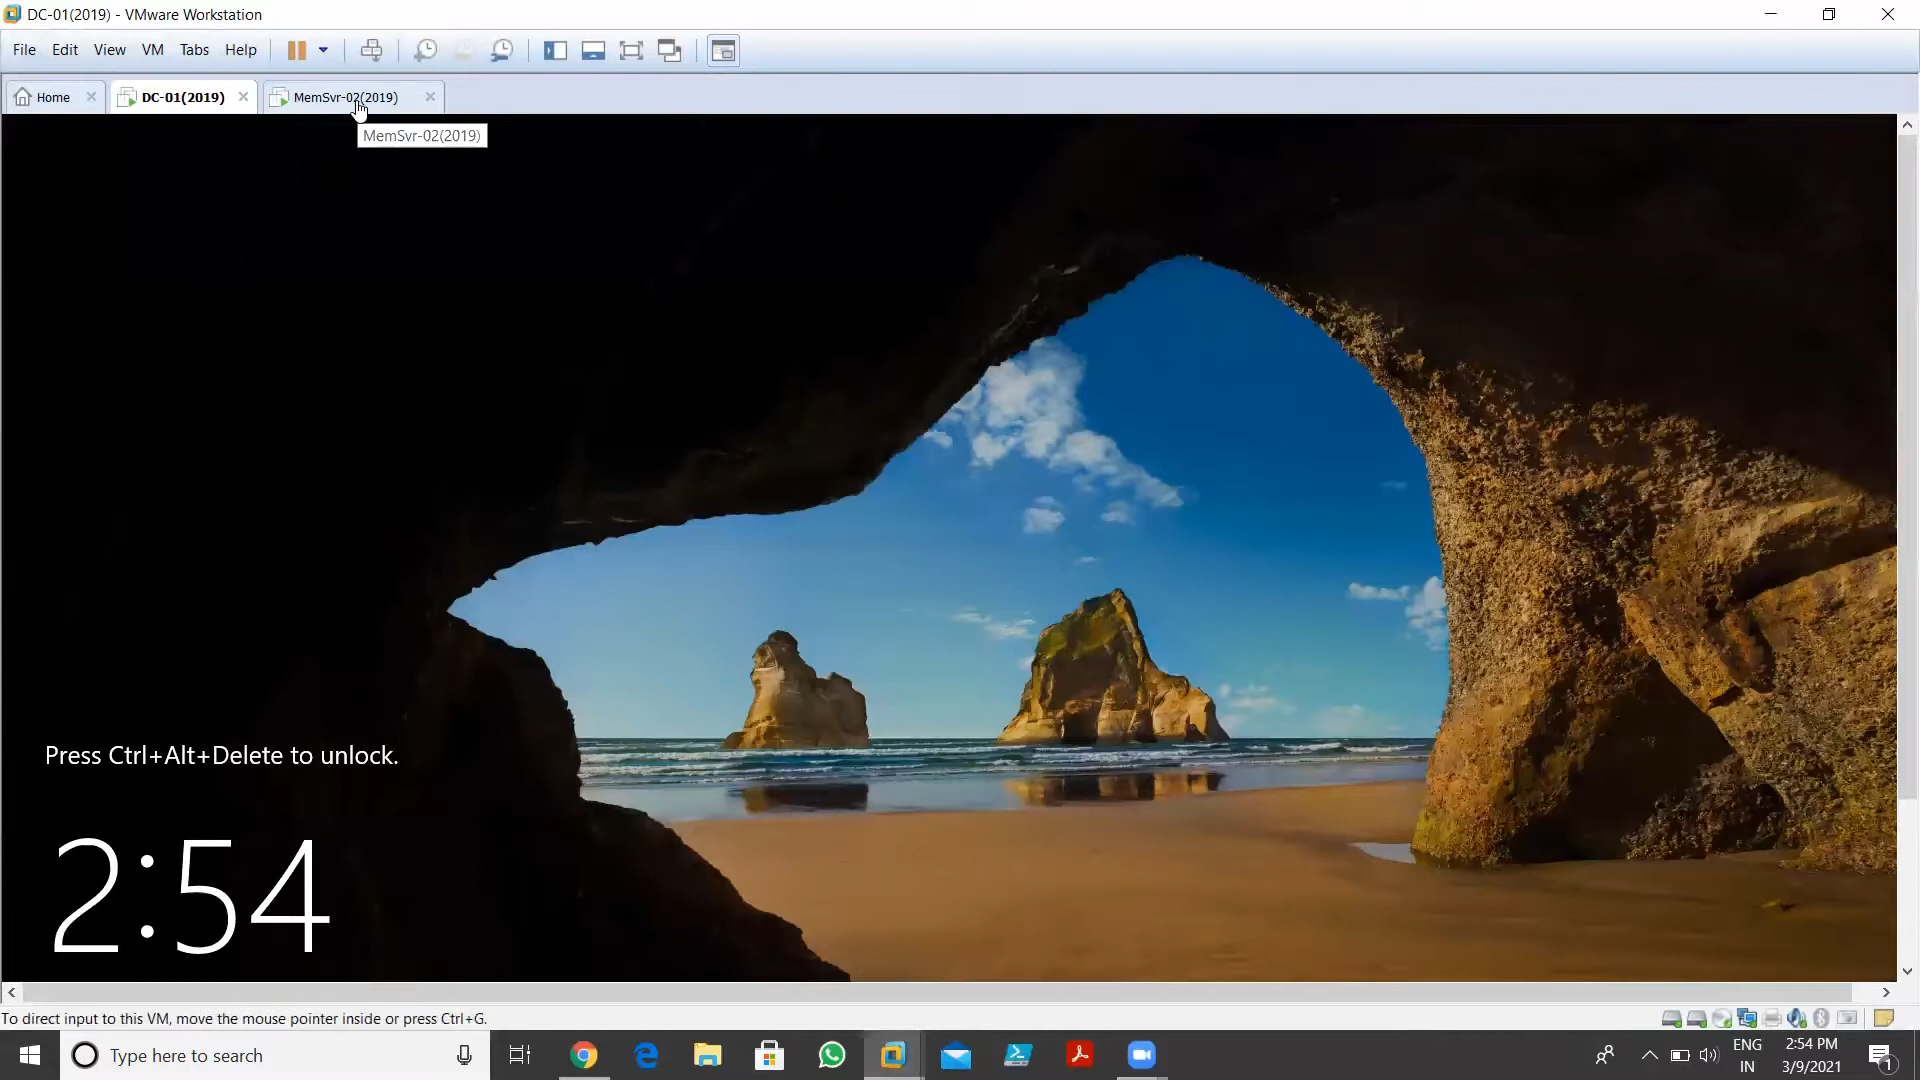 DC-01(2019) - VMware Workstation
File Edit View VM Tabs Help
Home DC-01(2019) MemSvr-02(2019)
MemSvr-02(2019)
Press Ctrl+Alt+Delete to unlock.
2:54
To direct input to this VM, move the mouse pointer inside or press Ctrl+G.
Type here to search
ENG
IN
2:54 PM
3/9/2021
1